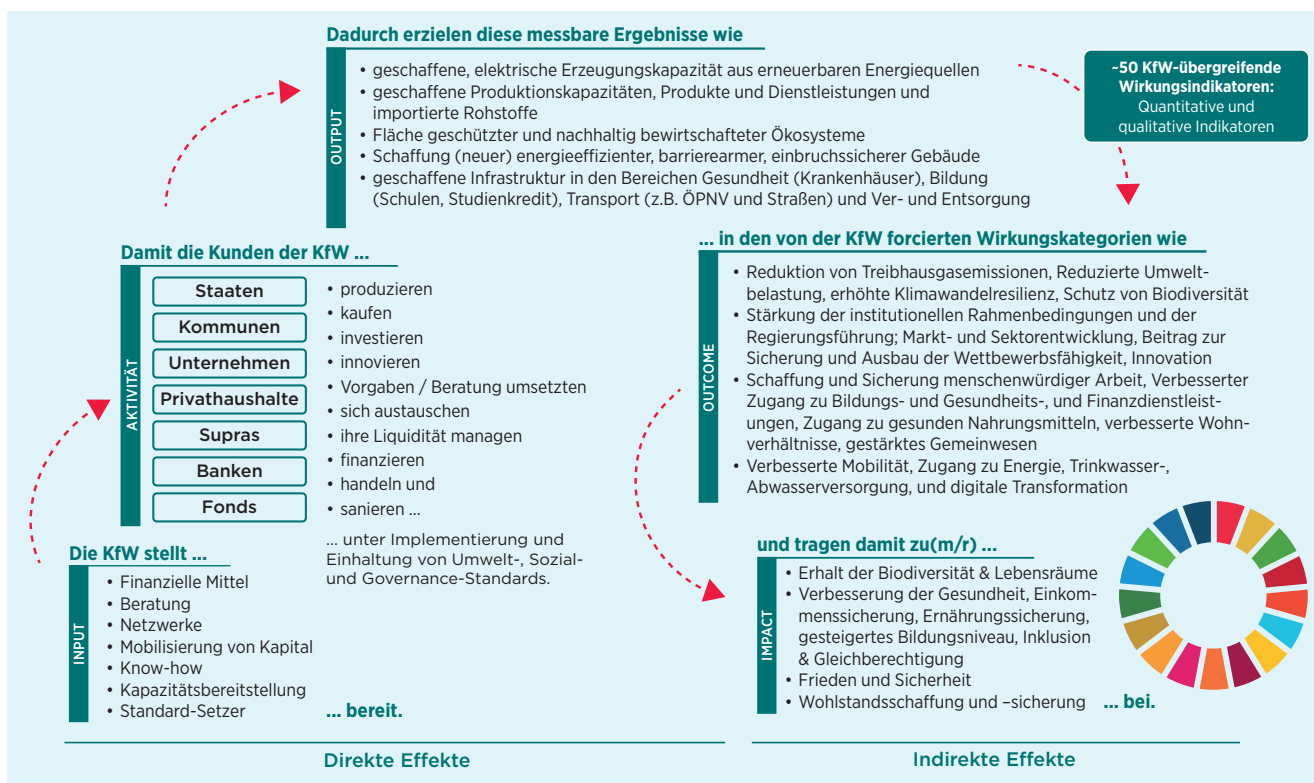 Dadurch erzielen diese messbare Ergebnisse wie
OUTPUT
• geschaffene, elektrische Erzeugungskapazität aus erneuerbaren Energiequellen
• geschaffene Produktionskapazitäten, Produkte und Dienstleistungen und
importierte Rohstoffe
• Fläche geschützter und nachhaltig bewirtschafteter Ökosysteme
• Schaffung (neuer) energieeffizienter, barrierearmer, einbruchssicherer Gebäude
• geschaffene Infrastruktur in den Bereichen Gesundheit (Krankenhäuser), Bildung
(Schulen, Studienkredit), Transport (z.B. ÖPNV und Straßen) und Ver- und Entsorgung
~50 KfW-übergreifende
Wirkungsindikatoren:
Quantitative und
qualitative Indikatoren
Damit die Kunden der KfW ...
AKTIVITÄT
Staaten
Kommunen
Unternehmen
Privathaushalte
Supras
Banken
Fonds
• produzieren
• kaufen
• investieren
• innovieren
• Vorgaben / Beratung umsetzten
• sich austauschen
• ihre Liquidität managen
• finanzieren
• handeln und
• sanieren ...
... unter Implementierung und
Einhaltung von Umwelt-, Sozial-
und Governance-Standards.
... in den von der KfW forcierten Wirkungskategorien wie
OUTCOME
• Reduktion von Treibhausgasemissionen, Reduzierte Umwelt-
belastung, erhöhte Klimawandelresilienz, Schutz von Biodiversität
• Stärkung der institutionellen Rahmenbedingungen und der
Regierungsführung; Markt- und Sektorentwicklung, Beitrag zur
Sicherung und Ausbau der Wettbewerbsfähigkeit, Innovation
• Schaffung und Sicherung menschenwürdiger Arbeit, Verbesserter
Zugang zu Bildungs- und Gesundheits-, und Finanzdienstleist-
ungen, Zugang zu gesunden Nahrungsmitteln, verbesserte Wohn-
verhältnisse, gestärktes Gemeinwesen
• Verbesserte Mobilität, Zugang zu Energie, Trinkwasser-,
Abwasserversorgung, und digitale Transformation
Die KfW stellt ...
INPUT
• Finanzielle Mittel
• Beratung
• Netzwerke
• Mobilisierung von Kapital
• Know-how
• Kapazitätsbereitstellung
• Standard-Setzer
... bereit.
und tragen damit zu(m/r) ...
IMPACT
• Erhalt der Biodiversität & Lebensräume
• Verbesserung der Gesundheit, Einkom-
menssicherung, Ernährungssicherung,
gesteigertes Bildungsniveau, Inklusion
& Gleichberechtigung
• Frieden und Sicherheit
• Wohlstandsschaffung und –sicherung
... bei.
Direkte Effekte
Indirekte Effekte